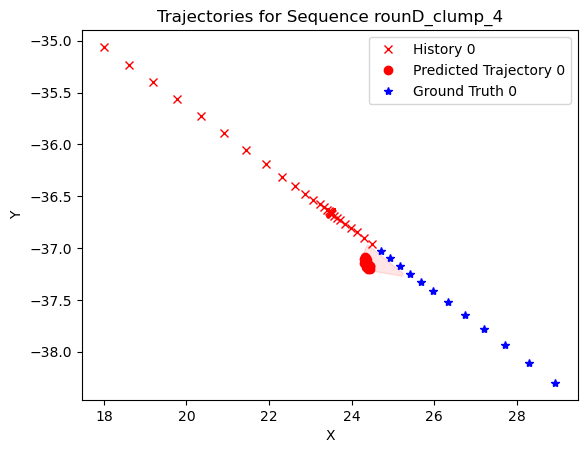 Trajectories for Sequence rounD_clump_4
History 0
Predicted Trajectory 0
Ground Truth 0
−35.0
−35.5
−36.0
−36.5
−37.0
−37.5
−38.0
Y
18
20
22
24
26
28
X